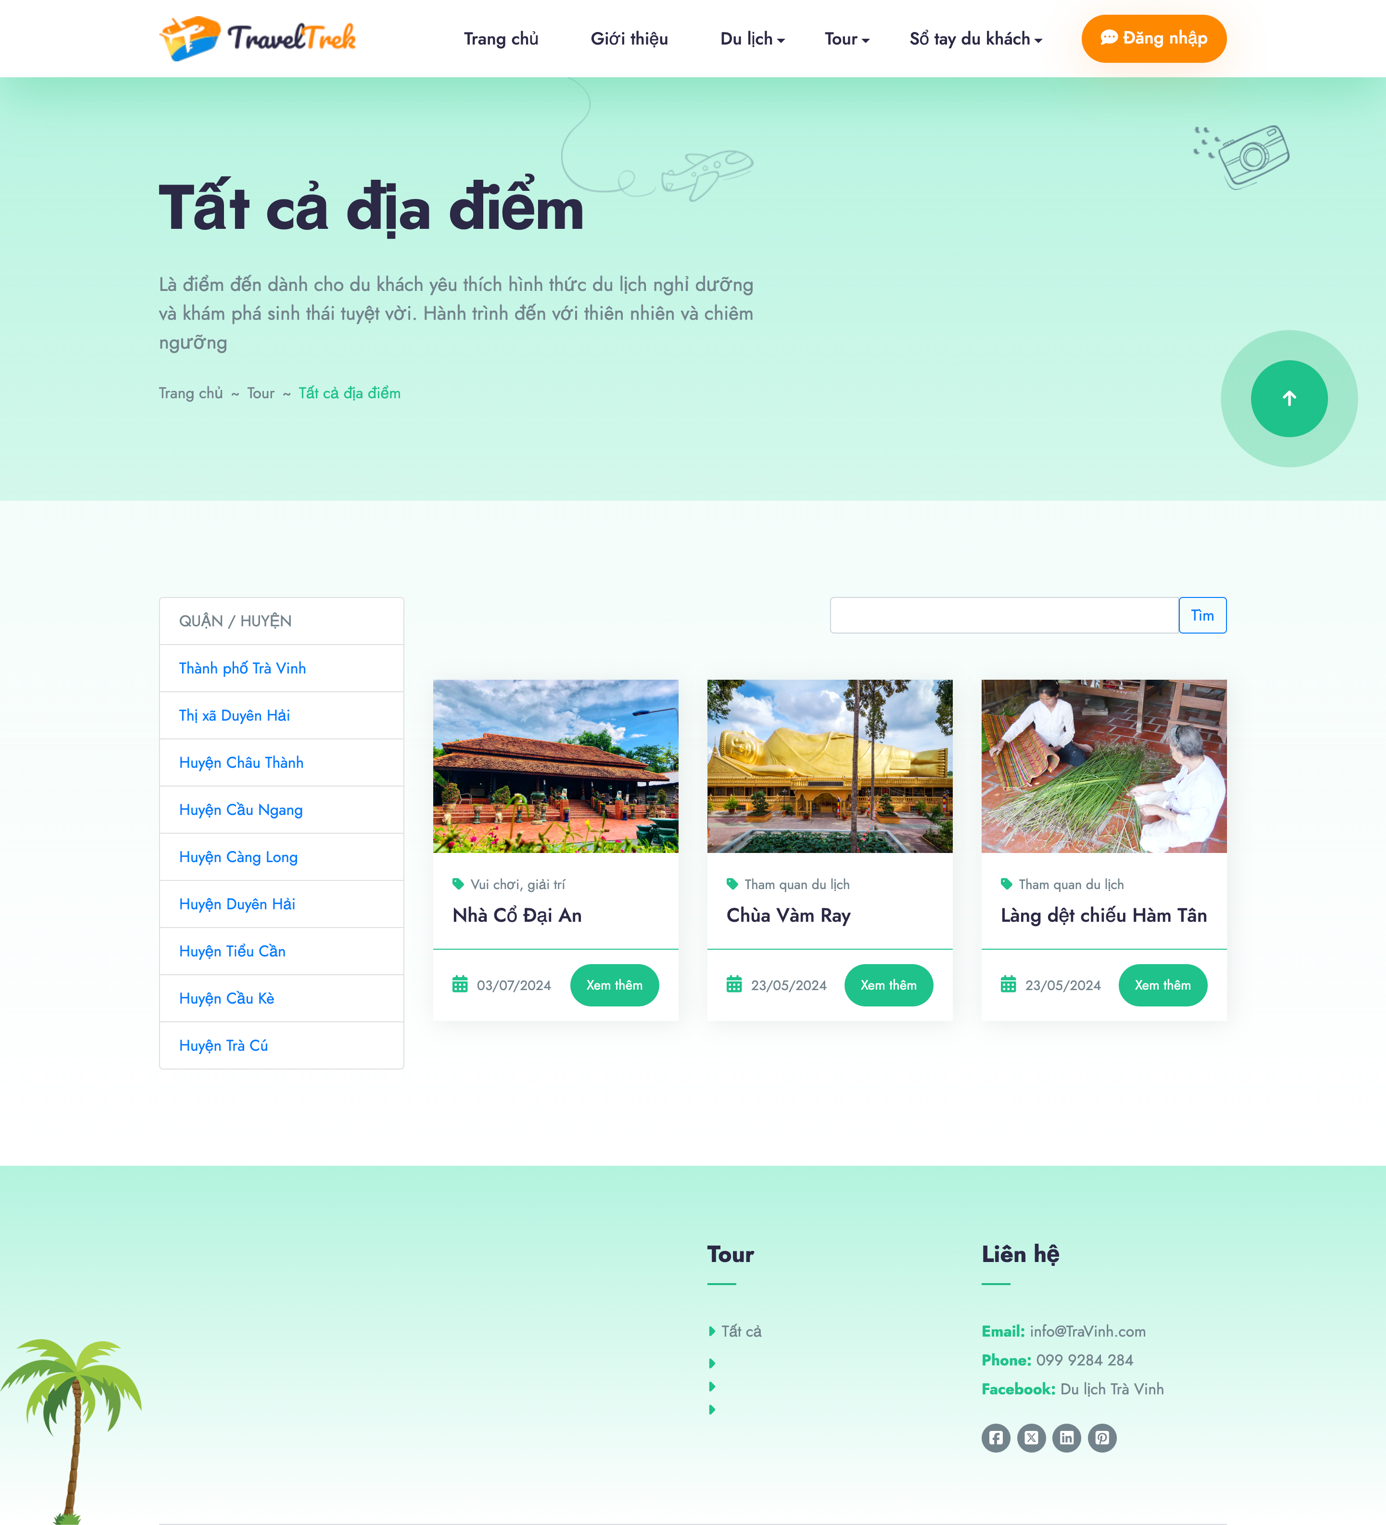 TravelTrek
Trang chủ
Giới thiệu
Du lịch
Tour
Sổ tay du khách
Đăng nhập
Tất cả địa điểm
Là điểm đến dành cho du khách yêu thích hình thức du lịch nghỉ dưỡng
và khám phá sinh thái tuyệt vời. Hành trình đến với thiên nhiên và chiêm
ngưỡng
Trang chủ ~ Tour ~ Tất cả địa điểm
QUẬN / HUYỆN
Thành phố Trà Vinh
Thị xã Duyên Hải
Huyện Châu Thành
Huyện Cầu Ngang
Huyện Càng Long
Huyện Duyên Hải
Huyện Tiểu Cần
Huyện Cầu Kè
Huyện Trà Cú
Tìm
Vui chơi, giải trí
Nhà Cổ Đại An
03/07/2024
Xem thêm
Tham quan du lịch
Chùa Vàm Ray
23/05/2024
Xem thêm
Tham quan du lịch
Làng dệt chiếu Hàm Tân
23/05/2024
Xem thêm
Tour
Tất cả
Liên hệ
Email: info@TraVinh.com
Phone: 099 9284 284
Facebook: Du lịch Trà Vinh